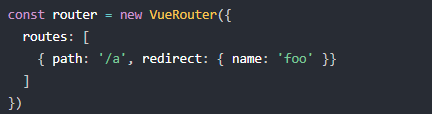 const router = new VueRouter({
  routes: [
    { path: '/a', redirect: { name: 'foo' }}
  ]
})